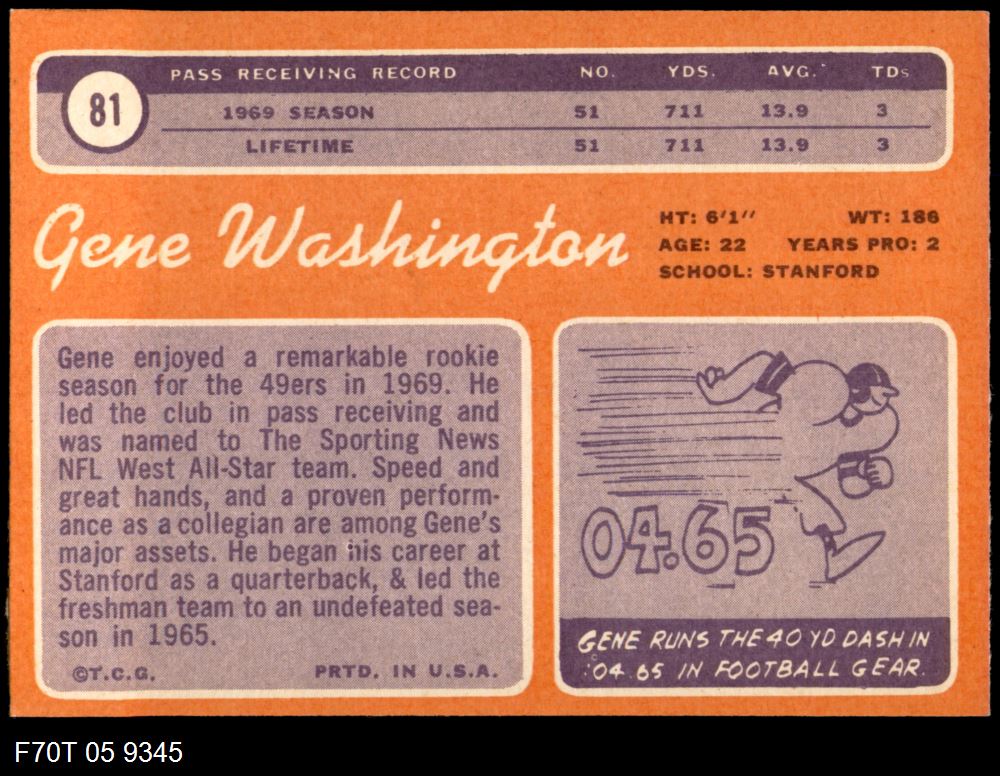 81
PASS RECEIVING RECORD NO. YDS. AVG. TDs
1969 SEASON 51 711 13.9 3
LIFETIME 51 711 13.9 3
Gene Washington
HT: 6'1" WT: 186
AGE: 22 YEARS PRO: 2
SCHOOL: STANFORD
Gene enjoyed a remarkable rookie
season for the 49ers in 1969. He
led the club in pass receiving and
was named to The Sporting News
NFL West All-Star team. Speed and
great hands, and a proven perform-
ance as a collegian are among Gene's
major assets. He began his career at
Stanford as a quarterback, & led the
freshman team to an undefeated sea-
son in 1965.
©T.C.G. PRTD. IN U.S.A.
04.65
GENE RUNS THE 40 YD DASH IN
:04.65 IN FOOTBALL GEAR.
F70T 05 9345